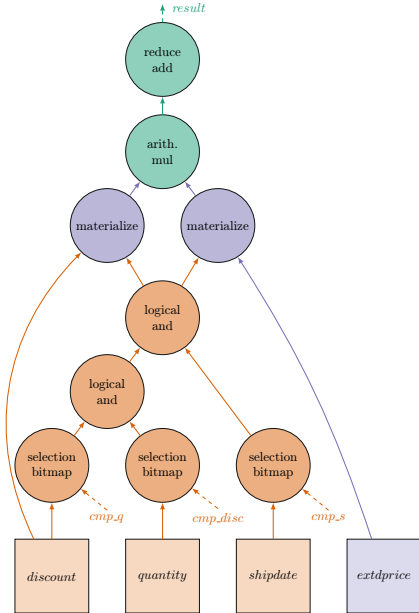 result
reduce
add
arith.
mul
materialize
materialize
logical
and
logical
and
selection
bitmap
selection
bitmap
selection
bitmap
cmp_q
cmp_disc
cmp_s
discount
quantity
shipdate
extdprice